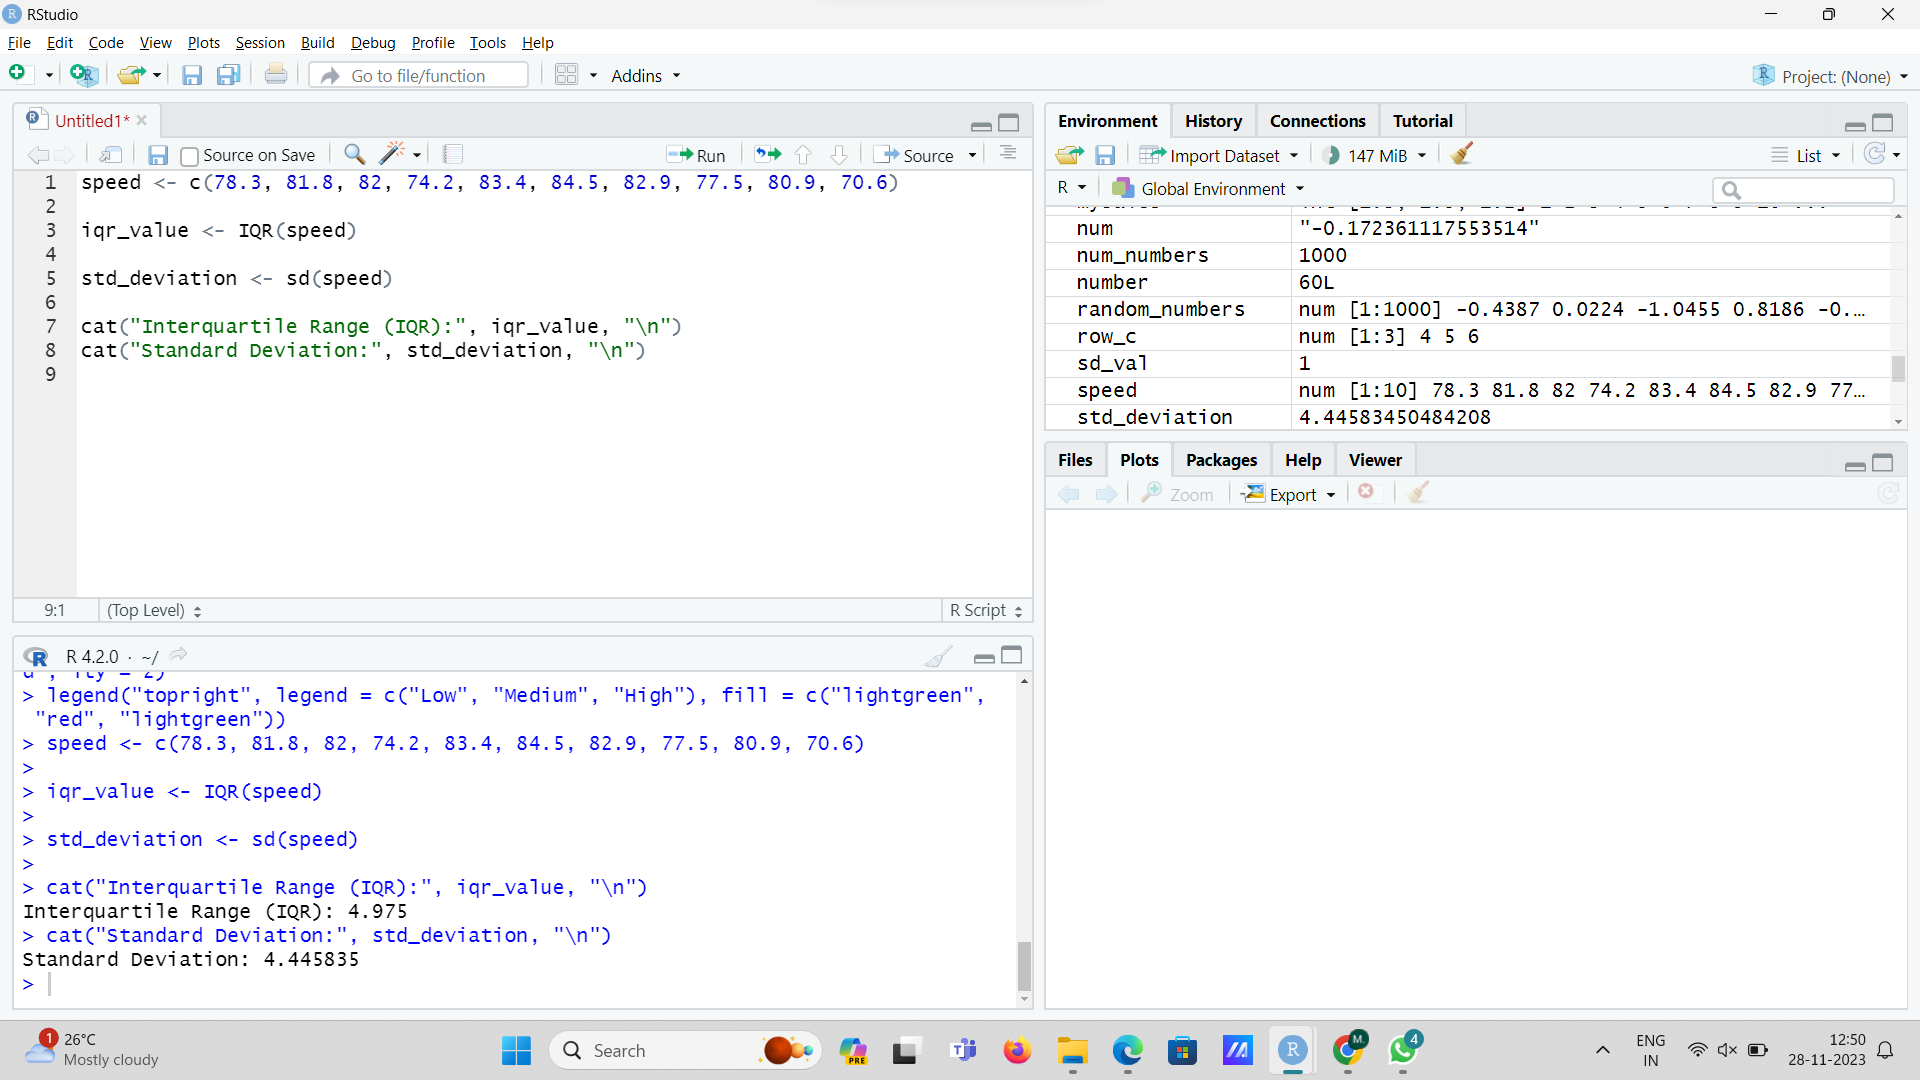 RStudio
File Edit Code View Plots Session Build Debug Profile Tools Help
Go to file/function Addins Project: (None)
Untitled1*
Source on Save Run Source
1 speed <- c(78.3, 81.8, 82, 74.2, 83.4, 84.5, 82.9, 77.5, 80.9, 70.6)
2
3 iqr_value <- IQR(speed)
4
5 std_deviation <- sd(speed)
6
7 cat("Interquartile Range (IQR):", iqr_value, "\n")
8 cat("Standard Deviation:", std_deviation, "\n")
9
9:1 (Top Level) R Script
R 4.2.0 · ~/
d", lty = 2)
> legend("topright", legend = c("Low", "Medium", "High"), fill = c("lightgreen",
"red", "lightgreen"))
> speed <- c(78.3, 81.8, 82, 74.2, 83.4, 84.5, 82.9, 77.5, 80.9, 70.6)
>
> iqr_value <- IQR(speed)
>
> std_deviation <- sd(speed)
>
> cat("Interquartile Range (IQR):", iqr_value, "\n")
Interquartile Range (IQR): 4.975
> cat("Standard Deviation:", std_deviation, "\n")
Standard Deviation: 4.445835
>
Environment History Connections Tutorial
Import Dataset 147 MiB List
R Global Environment
num "-0.172361117553514"
num_numbers 1000
number 60L
random_numbers num [1:1000] -0.4387 0.0224 -1.0455 0.8186 -0.…
row_c num [1:3] 4 5 6
sd_val 1
speed num [1:10] 78.3 81.8 82 74.2 83.4 84.5 82.9 77…
std_deviation 4.44583450484208
Files Plots Packages Help Viewer
Zoom Export
1 26°C
Mostly cloudy
Search
PRE
M.
4
ENG
IN
12:50
28-11-2023